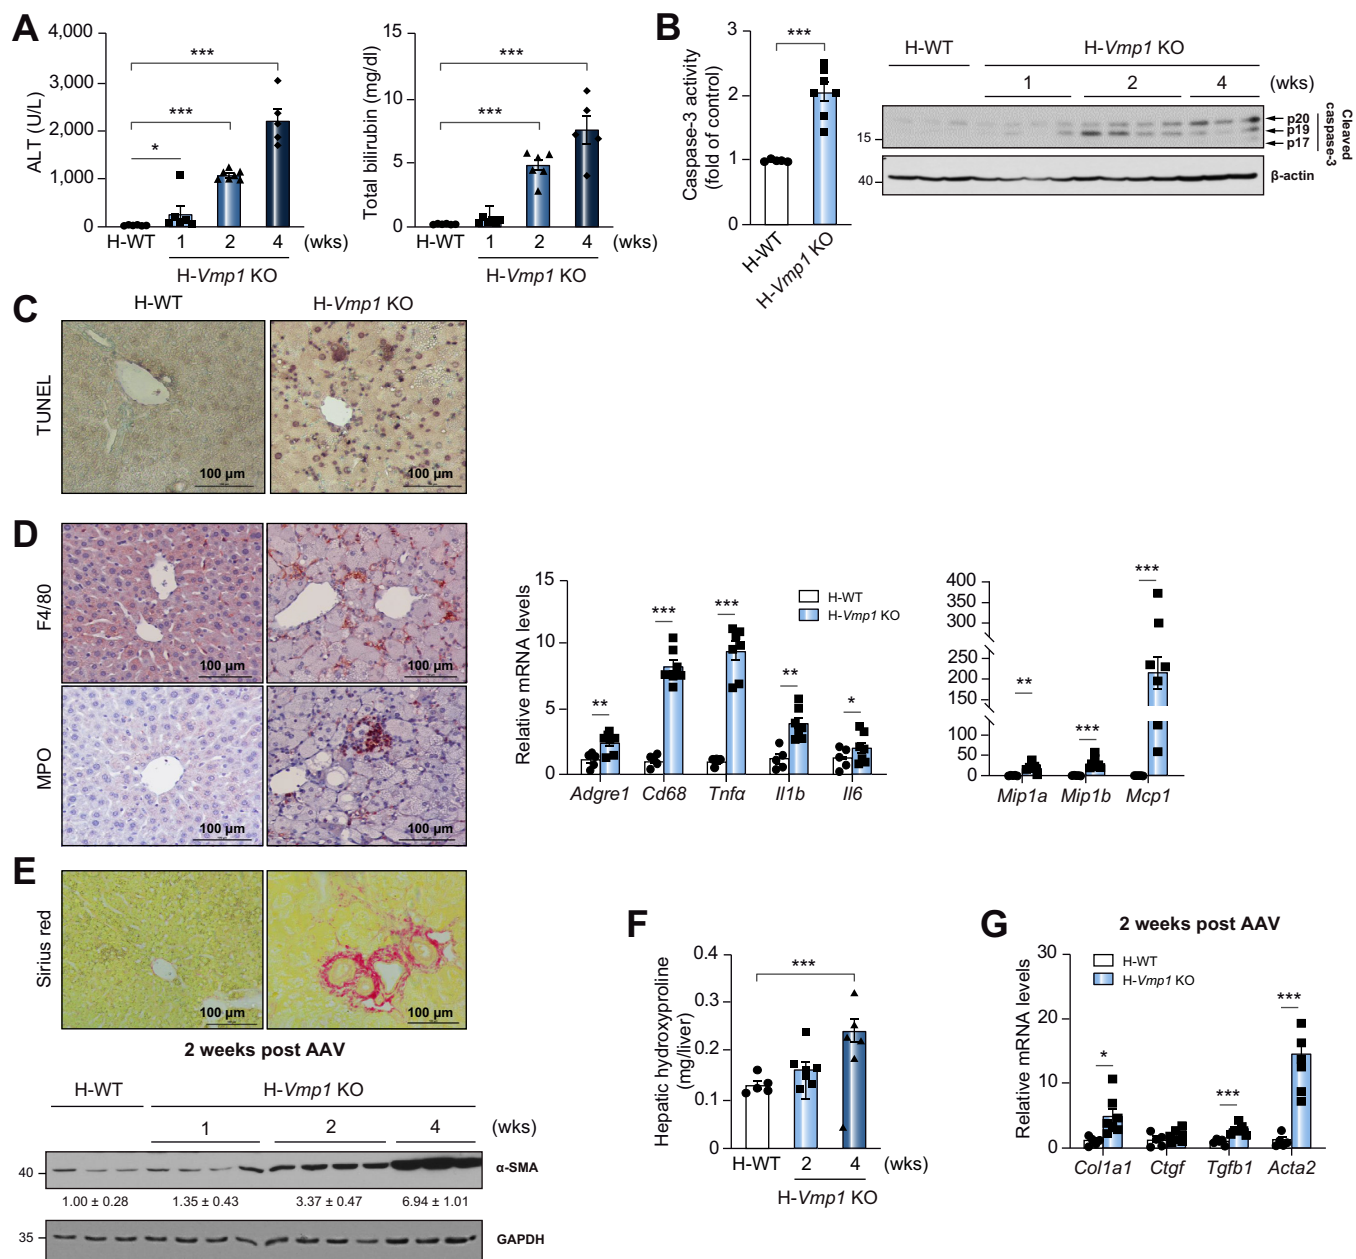 A
ALT (U/L)
4,000
3,000
2,000
1,000
0
***
***
*
H-WT 1 2 4 (wks)
H-Vmp1 KO
Total bilirubin (mg/dl)
15
10
5
0
***
***
H-WT 1 2 4 (wks)
H-Vmp1 KO
B
Caspase-3 activity
(fold of control)
3
2
1
0
***
H-WT
H-Vmp1 KO
H-WT H-Vmp1 KO
1 2 4 (wks)
15
p20
p19
p17
Cleaved
caspase-3
40
β-actin
C
H-WT H-Vmp1 KO
TUNEL
100 µm 100 µm
D
F4/80
100 µm 100 µm
MPO
100 µm 100 µm
Relative mRNA levels
15
10
5
0
H-WT
H-Vmp1 KO
** *** *** ** *
Adgre1 Cd68 Tnfα Il1b Il6
400
350
300
250
200
150
100
50
0
** *** ***
Mip1a Mip1b Mcp1
E
Sirius red
100 µm 100 µm
2 weeks post AAV
H-WT H-Vmp1 KO
1 2 4 (wks)
40
α-SMA
1.00 ± 0.28 1.35 ± 0.43 3.37 ± 0.47 6.94 ± 1.01
35
GAPDH
F
Hepatic hydroxyproline
(mg/liver)
0.4
0.3
0.2
0.1
0
***
H-WT 2 4 (wks)
H-Vmp1 KO
G
2 weeks post AAV
Relative mRNA levels
30
20
10
0
H-WT
H-Vmp1 KO
* *** ***
Col1a1 Ctgf Tgfb1 Acta2